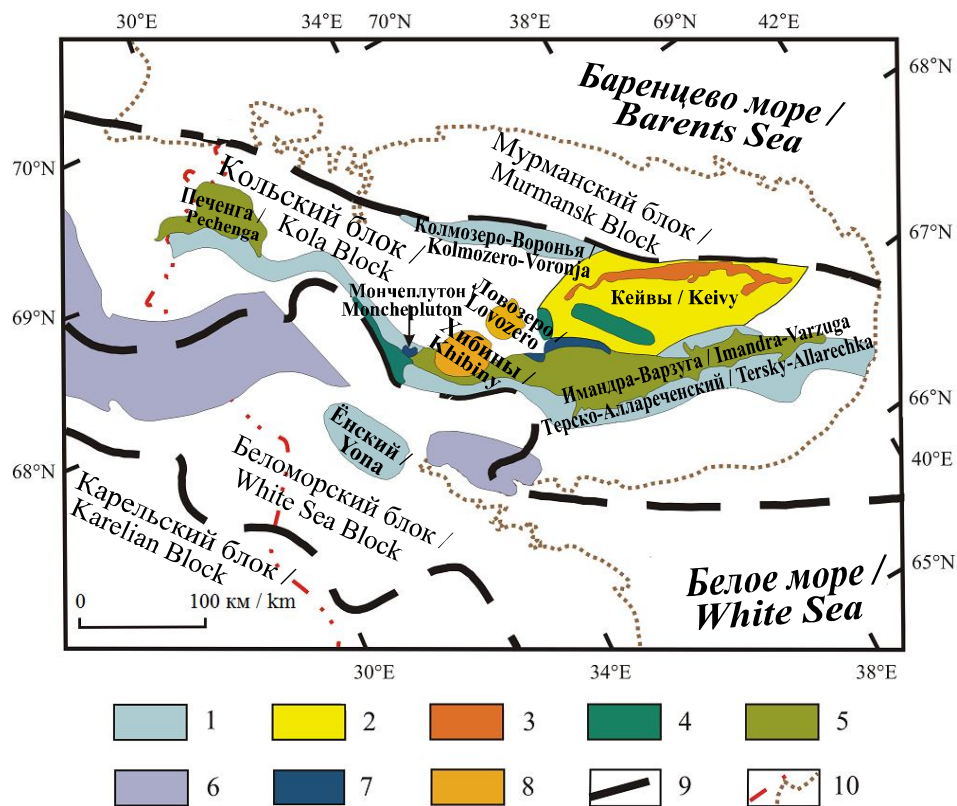 30°E 34°E 70°N 38°E 69°N 42°E
68°N
Баренцево море /
Barents Sea
70°N
Мурманский блок /
Murmansk Block
Кольский блок /
Kola Block
Печенга /
Pechenga
67°N
Колмозеро-Воронья /
Kolmozero-Voronja
Кейвы / Keivy
Мончеплутон
Monchepluton
Ловозеро /
Lovozero
69°N
Хибины /
Khibiny
Имандра-Варзуга / Imandra-Varzuga
Терско-Аллареченский / Tersky-Allarechka
66°N
Ёнский /
Yona
40°E
68°N
Беломорский блок /
White Sea Block
Карельский блок /
Karelian Block
65°N
Белое море /
White Sea
0 100 км / km
30°E 34°E 38°E
1 2 3 4 5
6 7 8 9 10